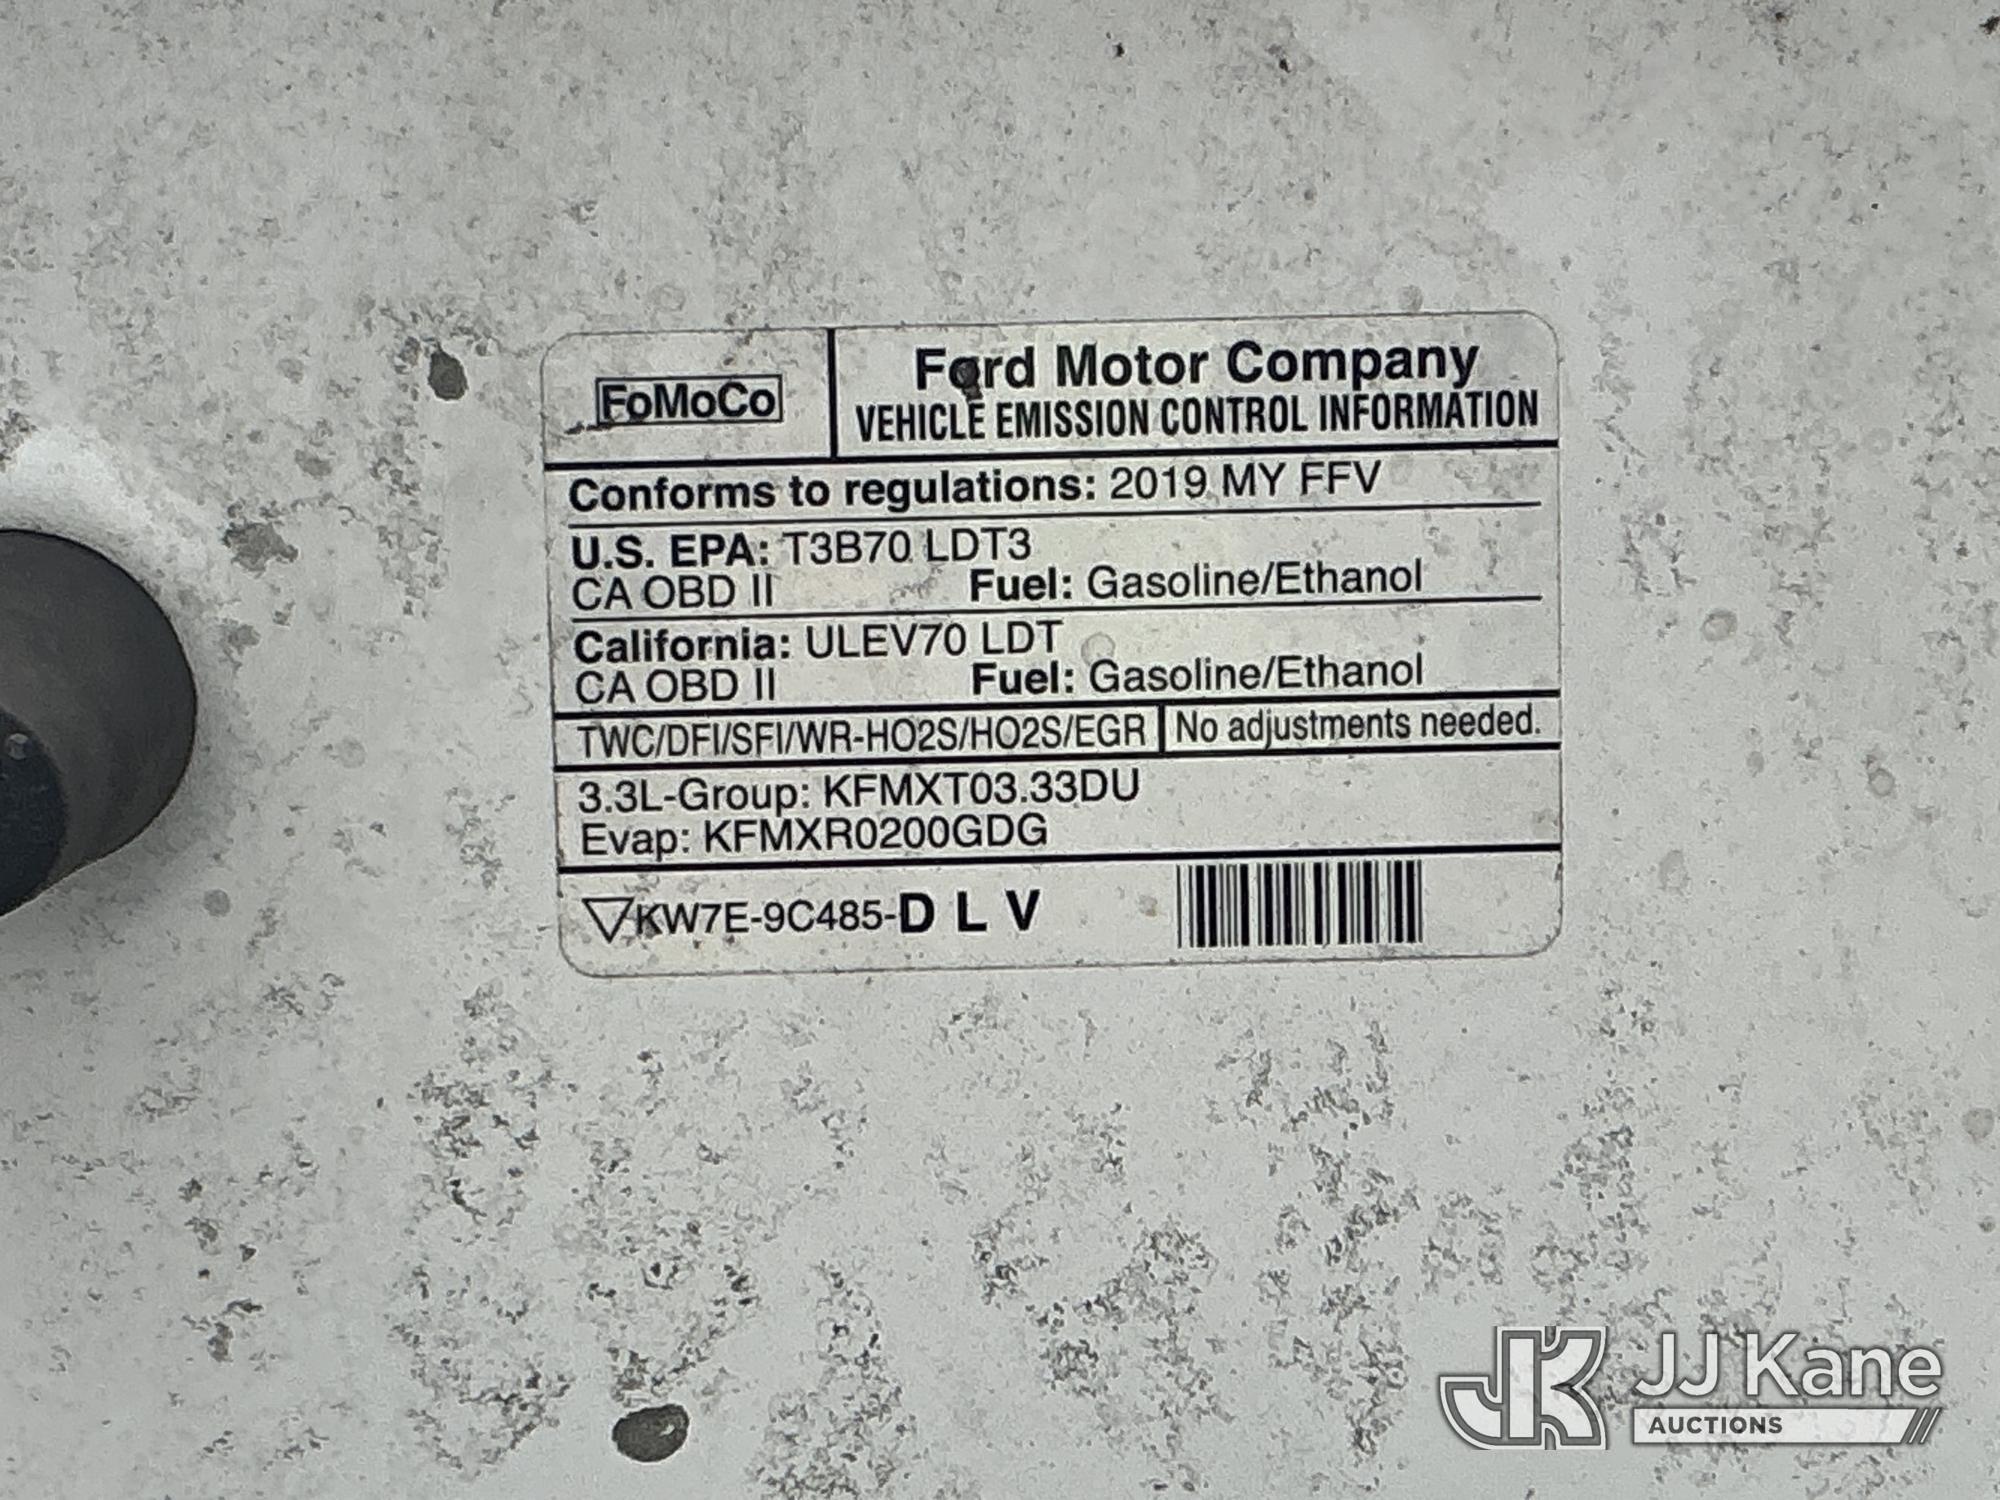 FoMoCo
Ford Motor Company
VEHICLE EMISSION CONTROL INFORMATION
Conforms to regulations: 2019 MY FFV
U.S. EPA: T3B70 LDT3
CA OBD II Fuel: Gasoline/Ethanol
California: ULEV70 LDT
CA OBD II Fuel: Gasoline/Ethanol
TWC/DFI/SFI/WR-HO2S/HO2S/EGR No adjustments needed.
3.3L-Group: KFMXT03.33DU
Evap: KFMXR0200GDG
KW7E-9C485-D L V
JK JJ Kane
AUCTIONS